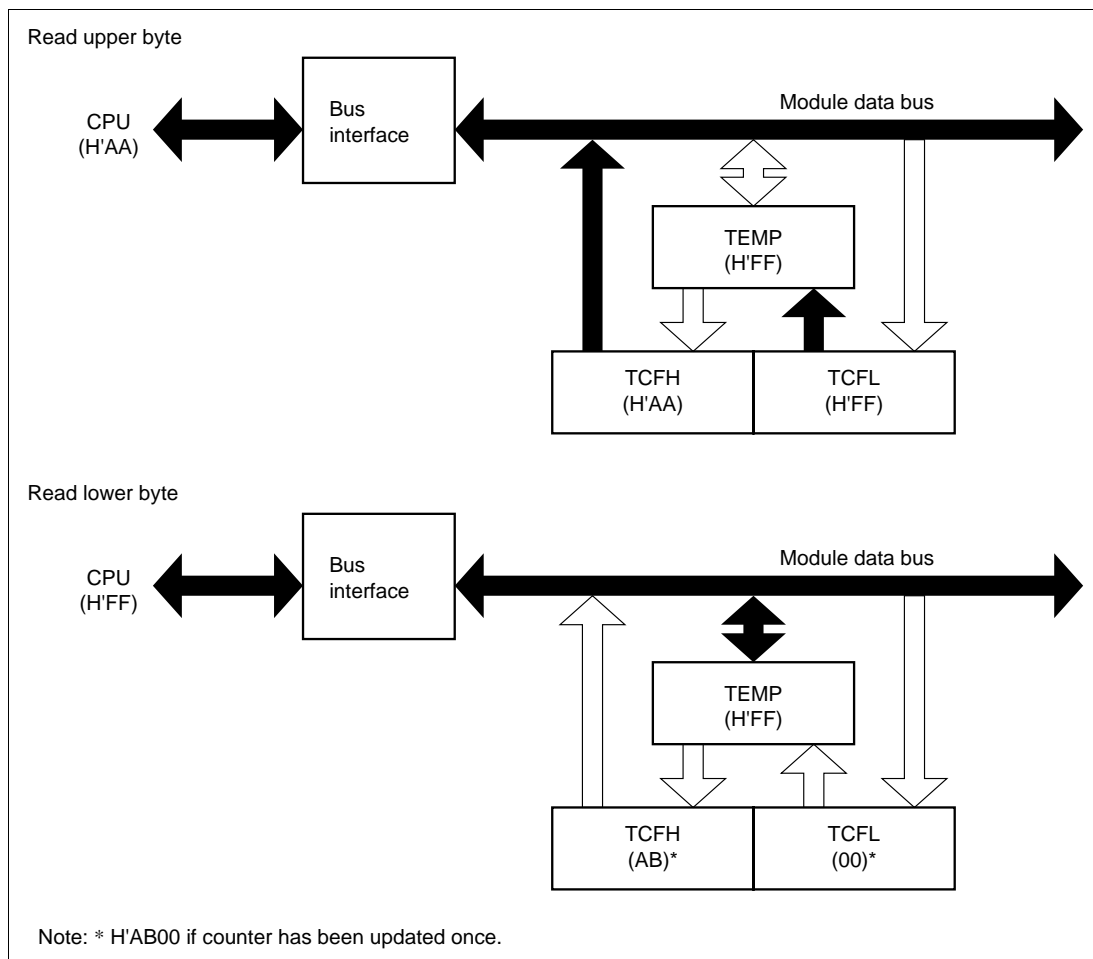 Read upper byte
Module data bus
Bus
interface
CPU
(H'AA)
TEMP
(H'FF)
TCFH
(H'AA)
TCFL
(H'FF)
Read lower byte
Module data bus
Bus
interface
CPU
(H'FF)
TEMP
(H'FF)
TCFH
(AB)*
TCFL
(00)*
Note: * H'AB00 if counter has been updated once.